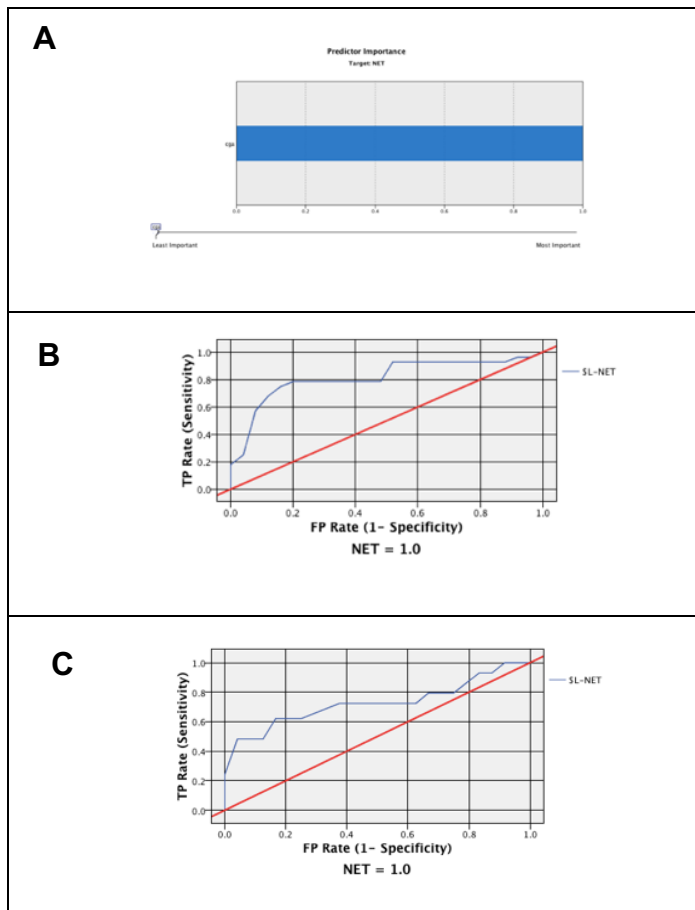 A
Predictor Importance
Target: NET
CgA
0.0 0.2 0.4 0.6 0.8 1.0
Least Important Most Important
B
1.0
0.8
0.6
0.4
0.2
0.0
TP Rate (Sensitivity)
$L-NET
0.0 0.2 0.4 0.6 0.8 1.0
FP Rate (1- Specificity)
NET = 1.0
C
1.0
0.8
0.6
0.4
0.2
0.0
TP Rate (Sensitivity)
$L-NET
0.0 0.2 0.4 0.6 0.8 1.0
FP Rate (1- Specificity)
NET = 1.0